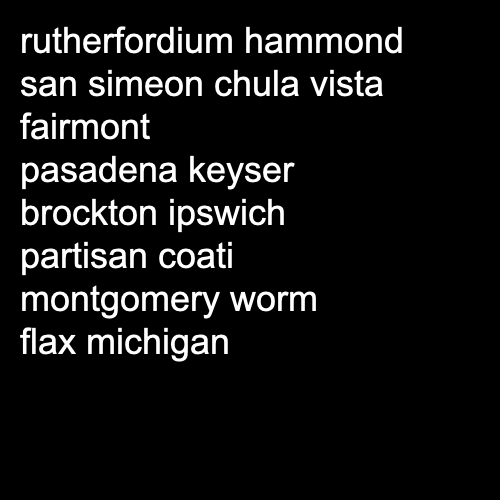 rutherfordium hammond
san simeon chula vista
fairmont
pasadena keyser
brockton ipswich
partisan coati
montgomery worm
flax michigan